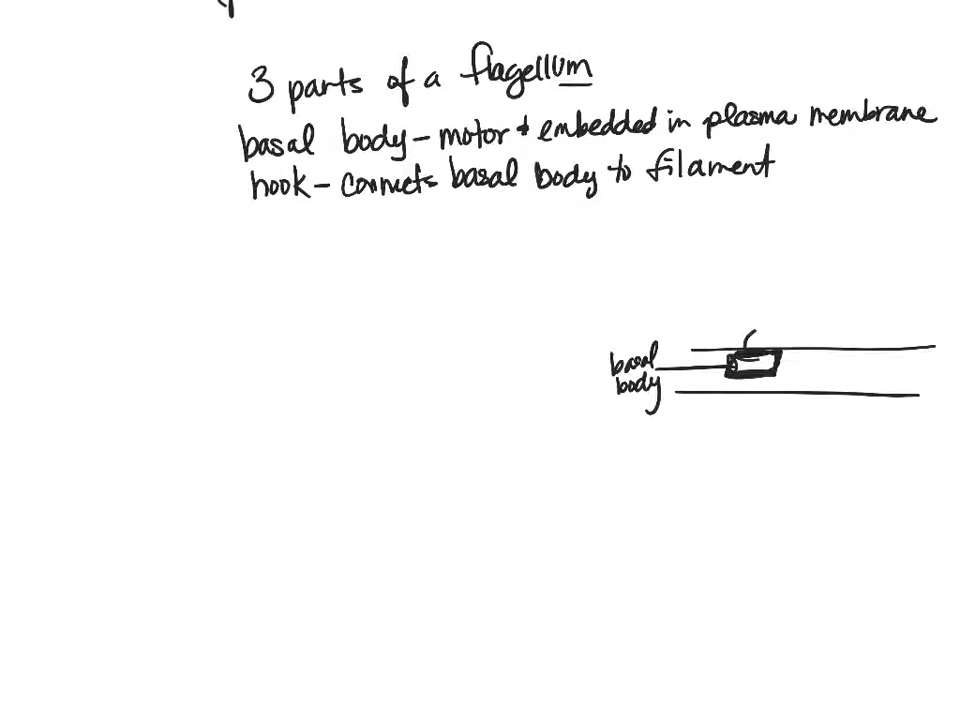 3 parts of a flagellum
basal body - motor + embedded in plasma membrane
hook - connects basal body to filament
basal
body